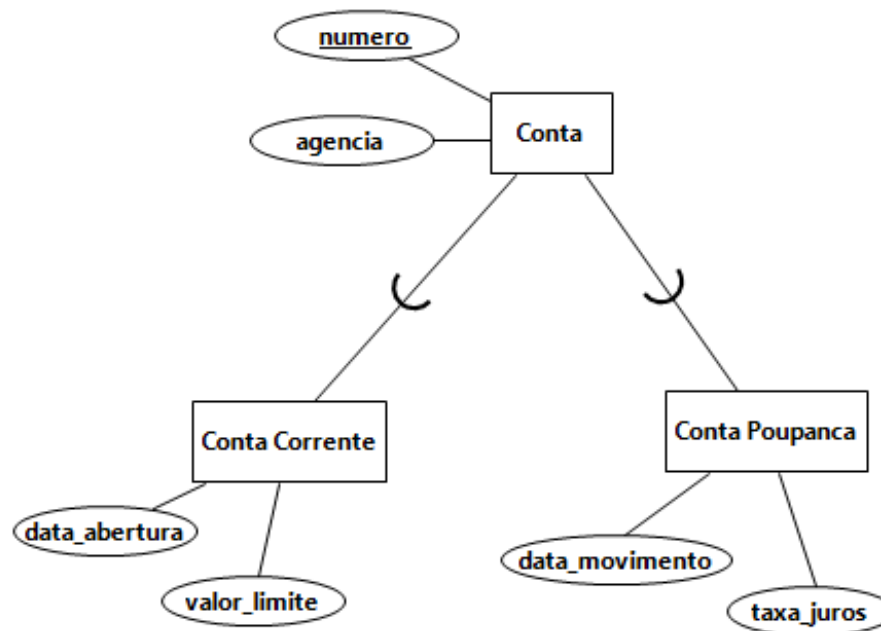 numero
agencia
Conta
Conta Corrente
Conta Poupanca
data_abertura
valor_limite
data_movimento
taxa_juros